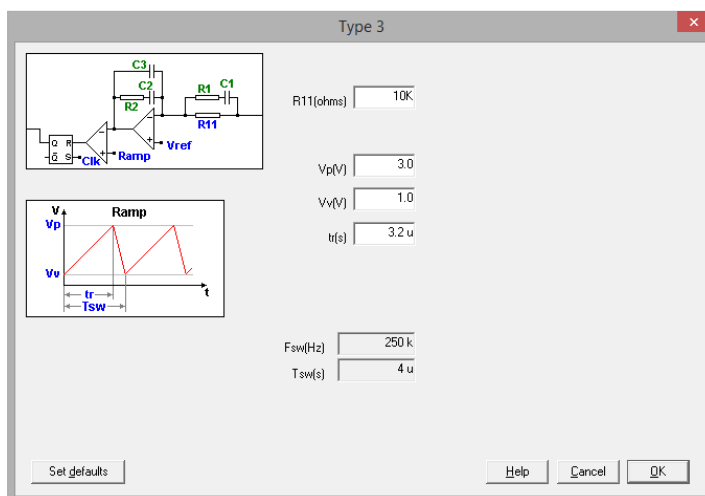 Type 3
C3
C2
R2
R1 C1
R11
Q R
Q S
Clk
Ramp
Vref
R11(ohms) 10K
Vp(V) 3.0
Vv(V) 1.0
tr(s) 3.2 u
V Ramp
Vp
Vv
tr
Tsw
t
Fsw(Hz) 250 k
Tsw(s) 4 u
Set defaults
Help Cancel OK